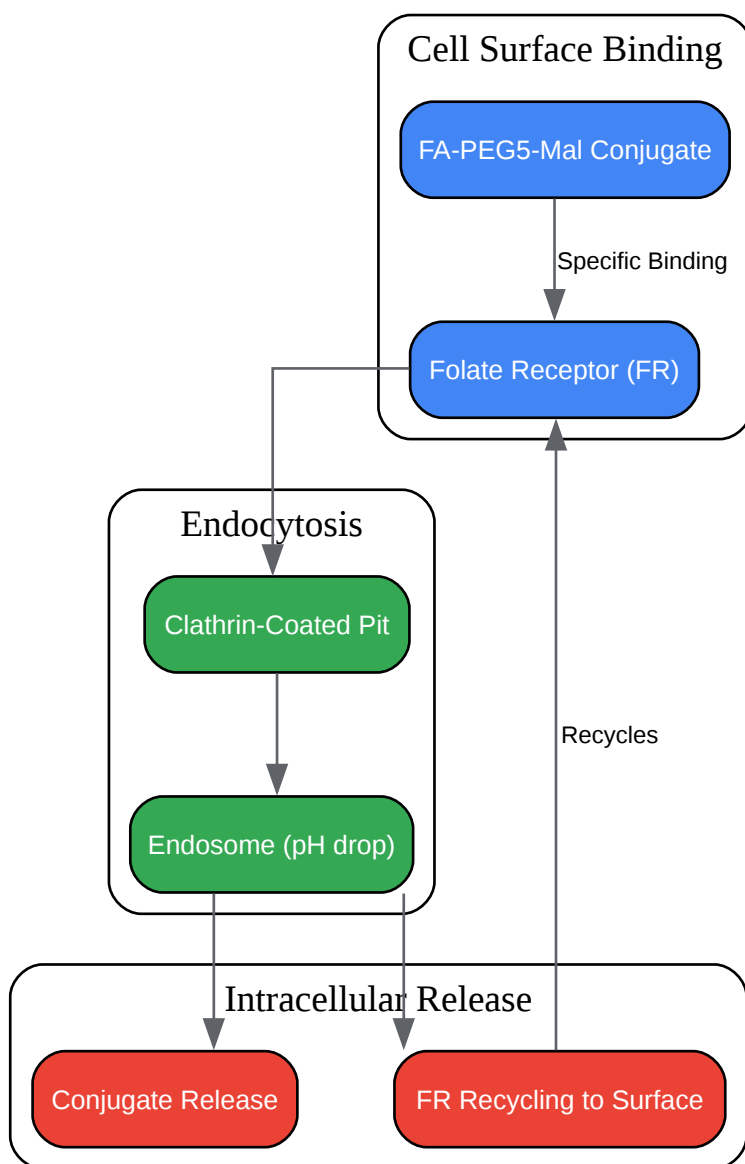 Cell Surface Binding
FA-PEG5-Mal Conjugate
Specific Binding
Folate Receptor (FR)
Endocytosis
Clathrin-Coated Pit
Recycles
Endosome (pH drop)
Intracellular Release
Conjugate Release
FR Recycling to Surface